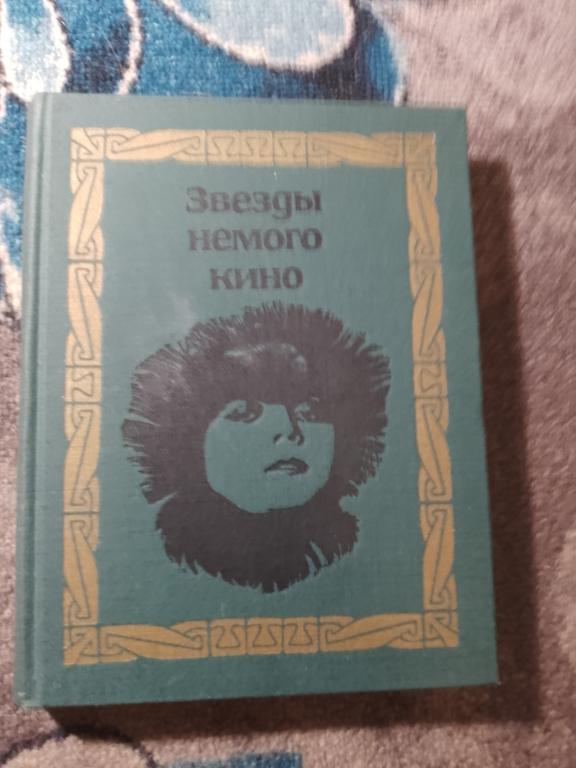 Звезды
немого
кино